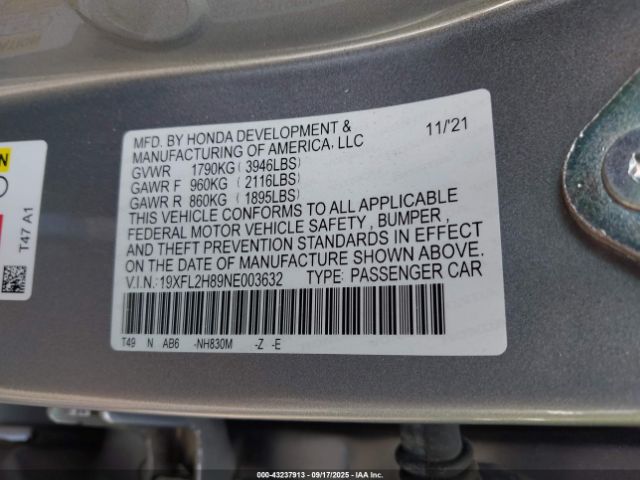 MFD. BY HONDA DEVELOPMENT & 11/'21
MANUFACTURING OF AMERICA, LLC
GVWR 1790KG ( 3946LBS)
GAWR F 960KG ( 2116LBS)
GAWR R 860KG ( 1895LBS)
THIS VEHICLE CONFORMS TO ALL APPLICABLE
FEDERAL MOTOR VEHICLE SAFETY , BUMPER ,
AND THEFT PREVENTION STANDARDS IN EFFECT
ON THE DATE OF MANUFACTURE SHOWN ABOVE.
V.I.N.:19XFL2H89NE003632 TYPE: PASSENGER CAR
T49 N AB6 -NH830M -Z -E
T47 A1
000-43237913 - 09/17/2025 - IAA Inc.